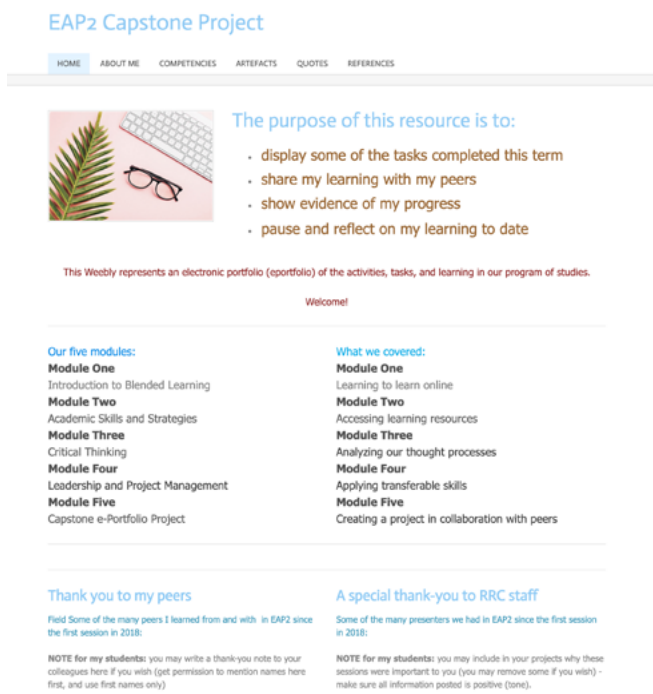 EAP2 Capstone Project
HOME ABOUT ME COMPETENCIES ARTEFACTS QUOTES REFERENCES
The purpose of this resource is to:
• display some of the tasks completed this term
• share my learning with my peers
• show evidence of my progress
• pause and reflect on my learning to date
This Weebly represents an electronic portfolio (eportfolio) of the activities, tasks, and learning in our program of studies.
Welcome!
Our five modules:
Module One
Introduction to Blended Learning
Module Two
Academic Skills and Strategies
Module Three
Critical Thinking
Module Four
Leadership and Project Management
Module Five
Capstone e-Portfolio Project
What we covered:
Module One
Learning to learn online
Module Two
Accessing learning resources
Module Three
Analyzing our thought processes
Module Four
Applying transferable skills
Module Five
Creating a project in collaboration with peers
Thank you to my peers
Field Some of the many peers I learned from and with in EAP2 since
the first session in 2018:
NOTE for my students: you may write a thank-you note to your
colleagues here if you wish (get permission to mention names here
first, and use first names only)
A special thank-you to RRC staff
Some of the many presenters we had in EAP2 since the first session
in 2018:
NOTE for my students: you may include in your projects why these
sessions were important to you (you may remove some if you wish) -
make sure all information posted is positive (tone).